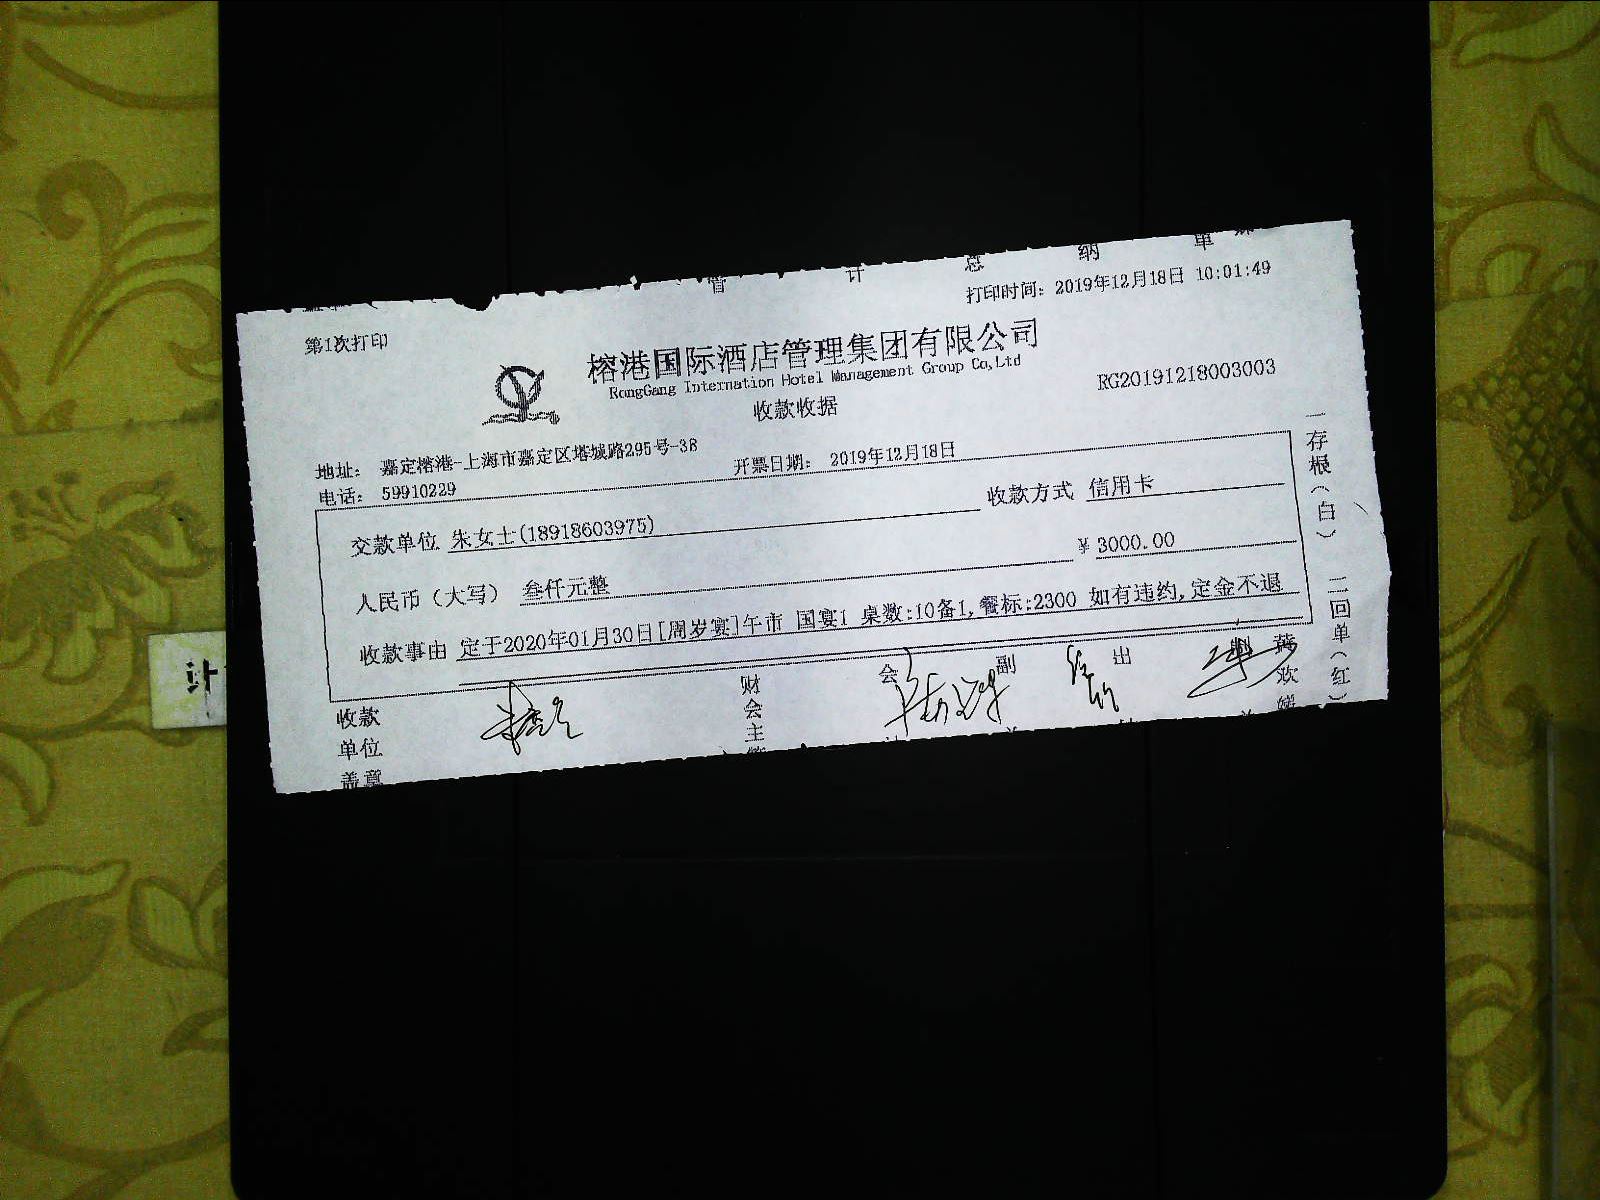 管 计 总 纳 单
第1次打印
打印时间：2019年12月18日 10:01:49
榕港国际酒店管理集团有限公司
RongGang Internation Hotel Management Group Co,Ltd
收款收据
RG20191218003003
地址： 嘉定榕港-上海市嘉定区塔城路295号-38
电话： 59910229
开票日期： 2019年12月18日
交款单位 朱女士(18918603975)
收款方式 信用卡
人民币（大写） 叁仟元整
￥ 3000.00
收款事由 定于2020年01月30日[周岁宴]午市 国宴1 桌数:10备1,餐标:2300 如有违约,定金不退
一存根（白） 二回单（红）
收款
单位
盖章
财
会
主
管
会
副
出
计